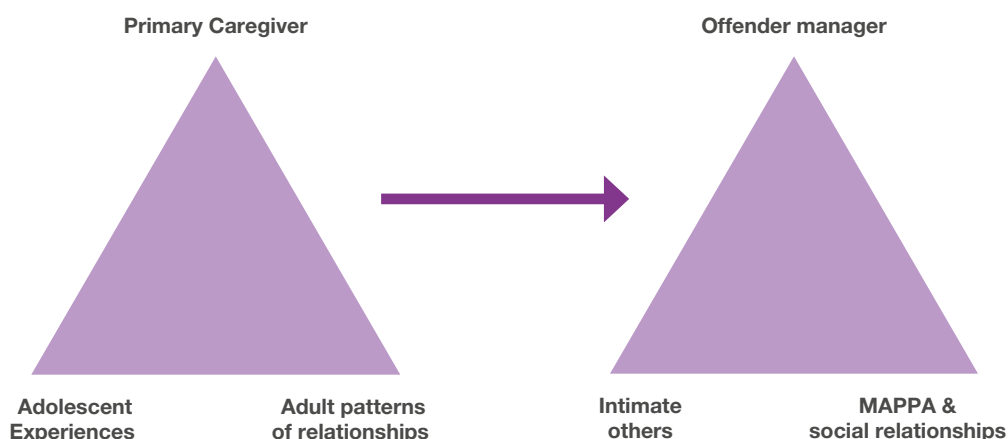 Primary Caregiver
Offender manager
Adolescent
Experiences
Adult patterns
of relationships
Intimate
others
MAPPA &
social relationships